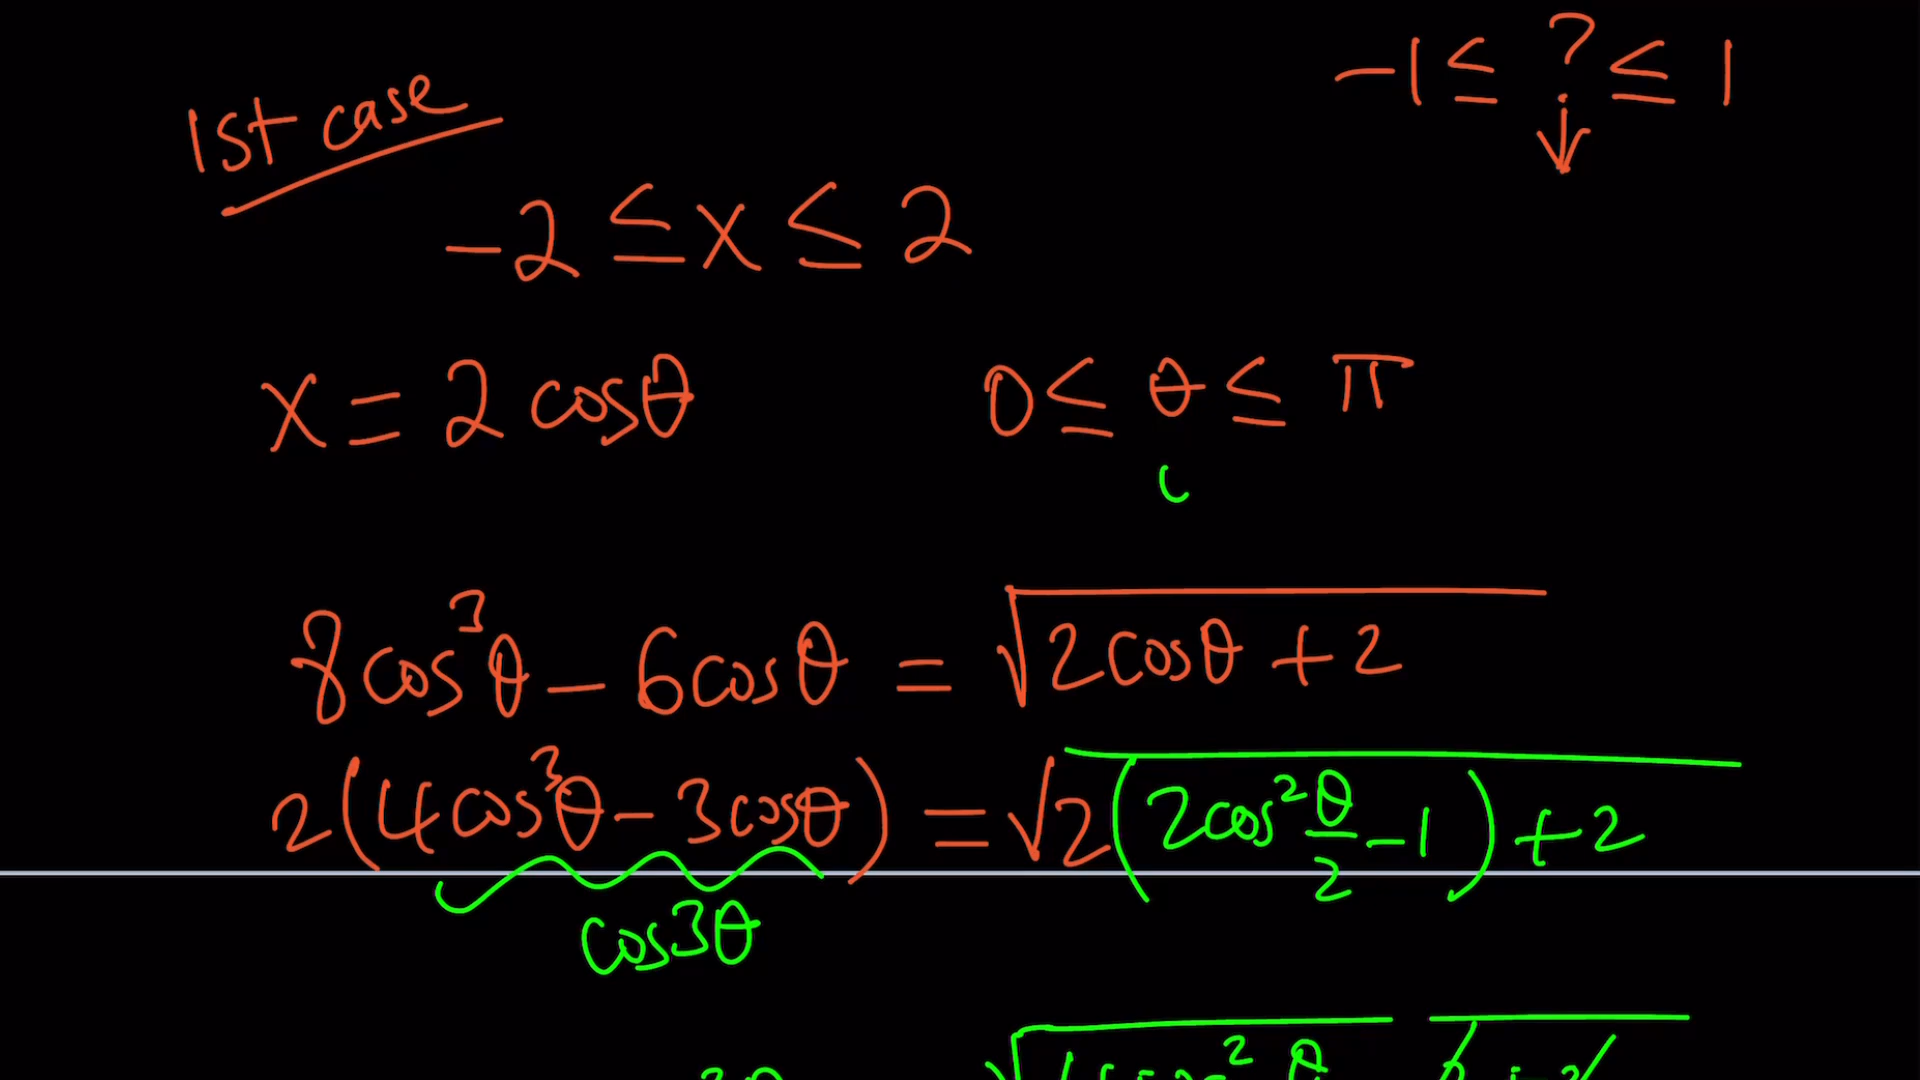 -1 ≤ ? ≤ 1
↓
1st case
-2 ≤ x ≤ 2
x = 2 cosθ 0 ≤ θ ≤ π
8cos³θ - 6cosθ = √(2cosθ + 2)
2(4cos³θ - 3cosθ) = √(2(2cos²θ/2 - 1) + 2)
cos3θ